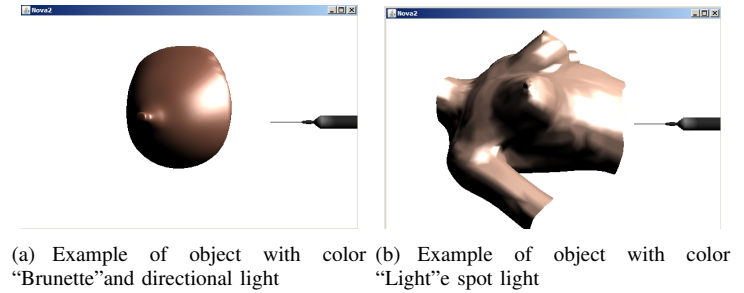 Nova2
Nova2
(a) Example of object with color
“Brunette”and directional light
(b) Example of object with color
“Light”e spot light